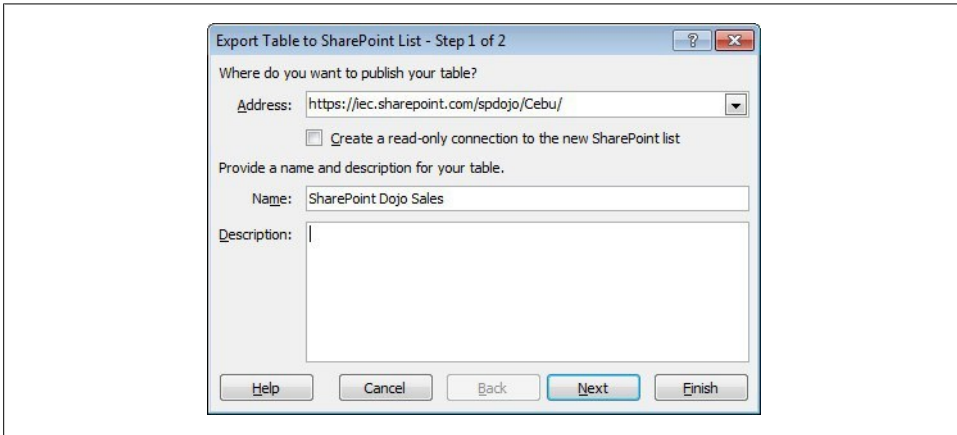 Export Table to SharePoint List - Step 1 of 2
Where do you want to publish your table?
Address: https://iec.sharepoint.com/spdojo/Cebu/
Create a read-only connection to the new SharePoint list
Provide a name and description for your table.
Name: SharePoint Dojo Sales
Description:
Help Cancel Back Next Finish